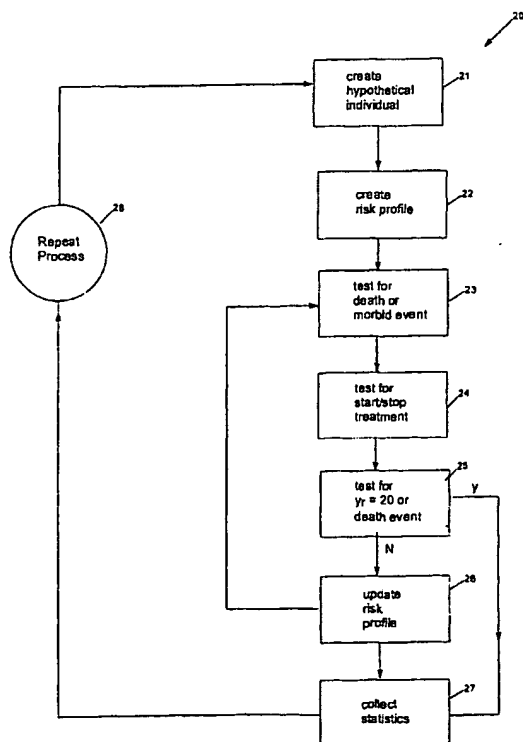 20
create
hypothetical
individual
21
create
risk profile
22
28
Repeat
Process
test for
death or
morbid event
23
test for
start/stop
treatment
24
25
test for
yr = 20 or
death event
y
N
update
risk
profile
26
collect
statistics
27